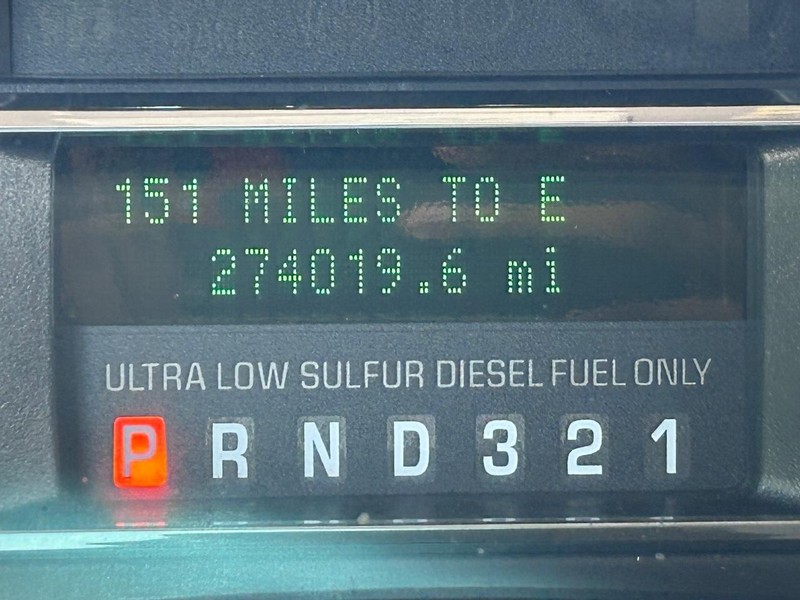 151 MILES TO E
274019.6 mi
ULTRA LOW SULFUR DIESEL FUEL ONLY
P R N D 3 2 1